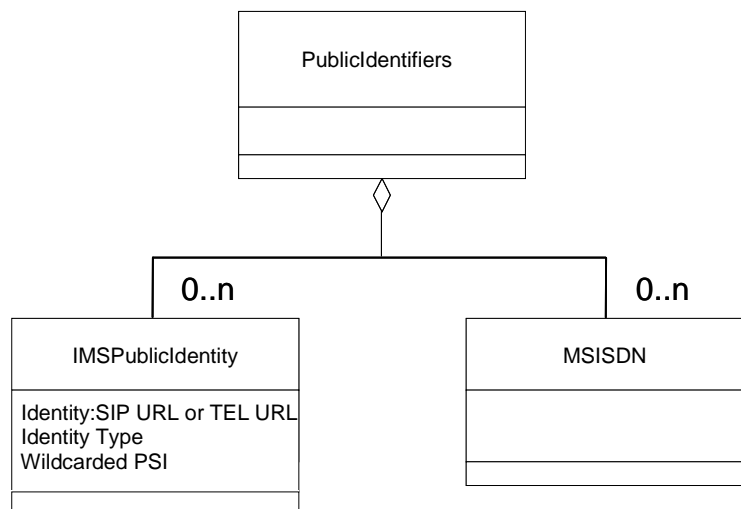 PublicIdentifiers
0..n
0..n
IMSPublicIdentity
MSISDN
Identity:SIP URL or TEL URL
Identity Type
Wildcarded PSI